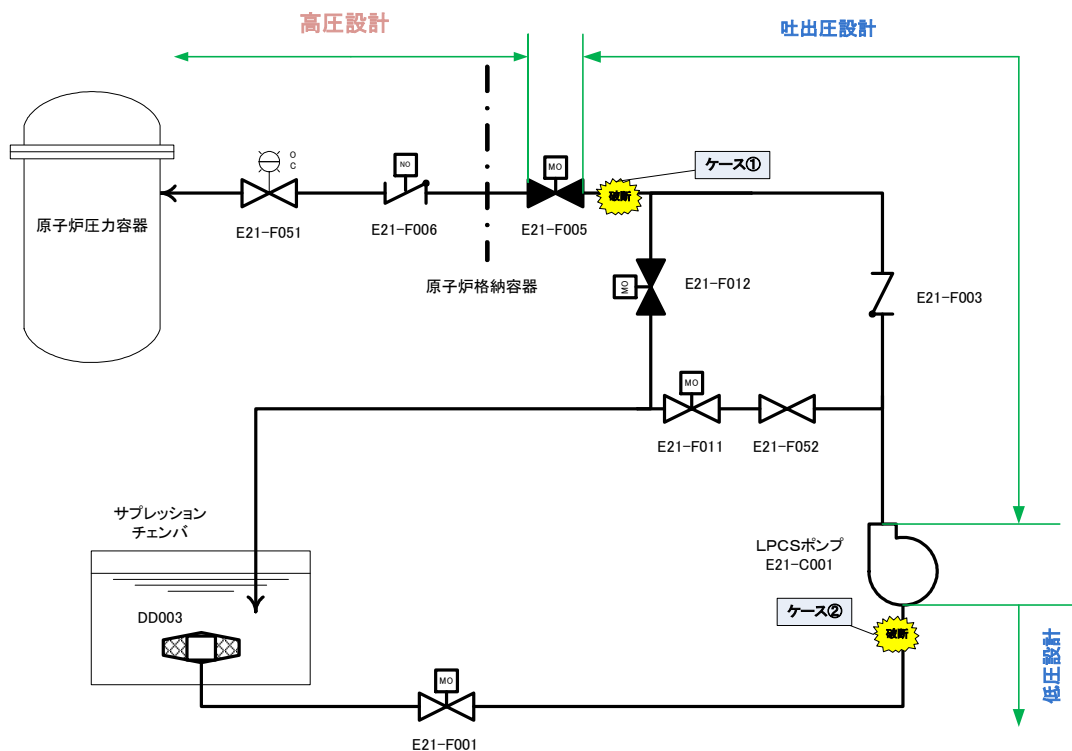 高圧設計
吐出圧設計
ケース①
破断
O
C
NO
MO
原子炉圧力容器
E21-F051
E21-F006
E21-F005
原子炉格納容器
MO
E21-F012
E21-F003
MO
E21-F011
E21-F052
サプレッション
チェンバ
DD003
LPCSポンプ
E21-C001
ケース②
破断
低圧設計
MO
E21-F001